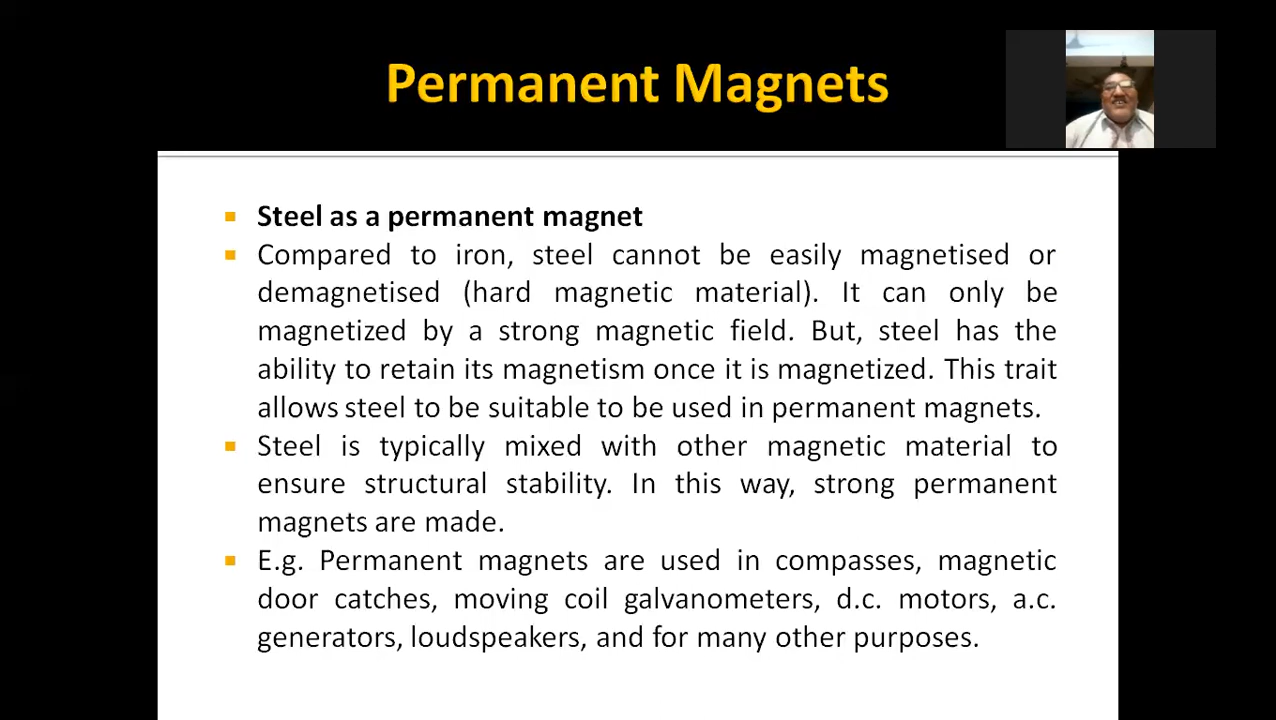 Permanent Magnets
Steel as a permanent magnet
Compared to iron, steel cannot be easily magnetised or
demagnetised (hard magnetic material). It can only be
magnetized by a strong magnetic field. But, steel has the
ability to retain its magnetism once it is magnetized. This trait
allows steel to be suitable to be used in permanent magnets.
Steel is typically mixed with other magnetic material to
ensure structural stability. In this way, strong permanent
magnets are made.
E.g. Permanent magnets are used in compasses, magnetic
door catches, moving coil galvanometers, d.c. motors, a.c.
generators, loudspeakers, and for many other purposes.